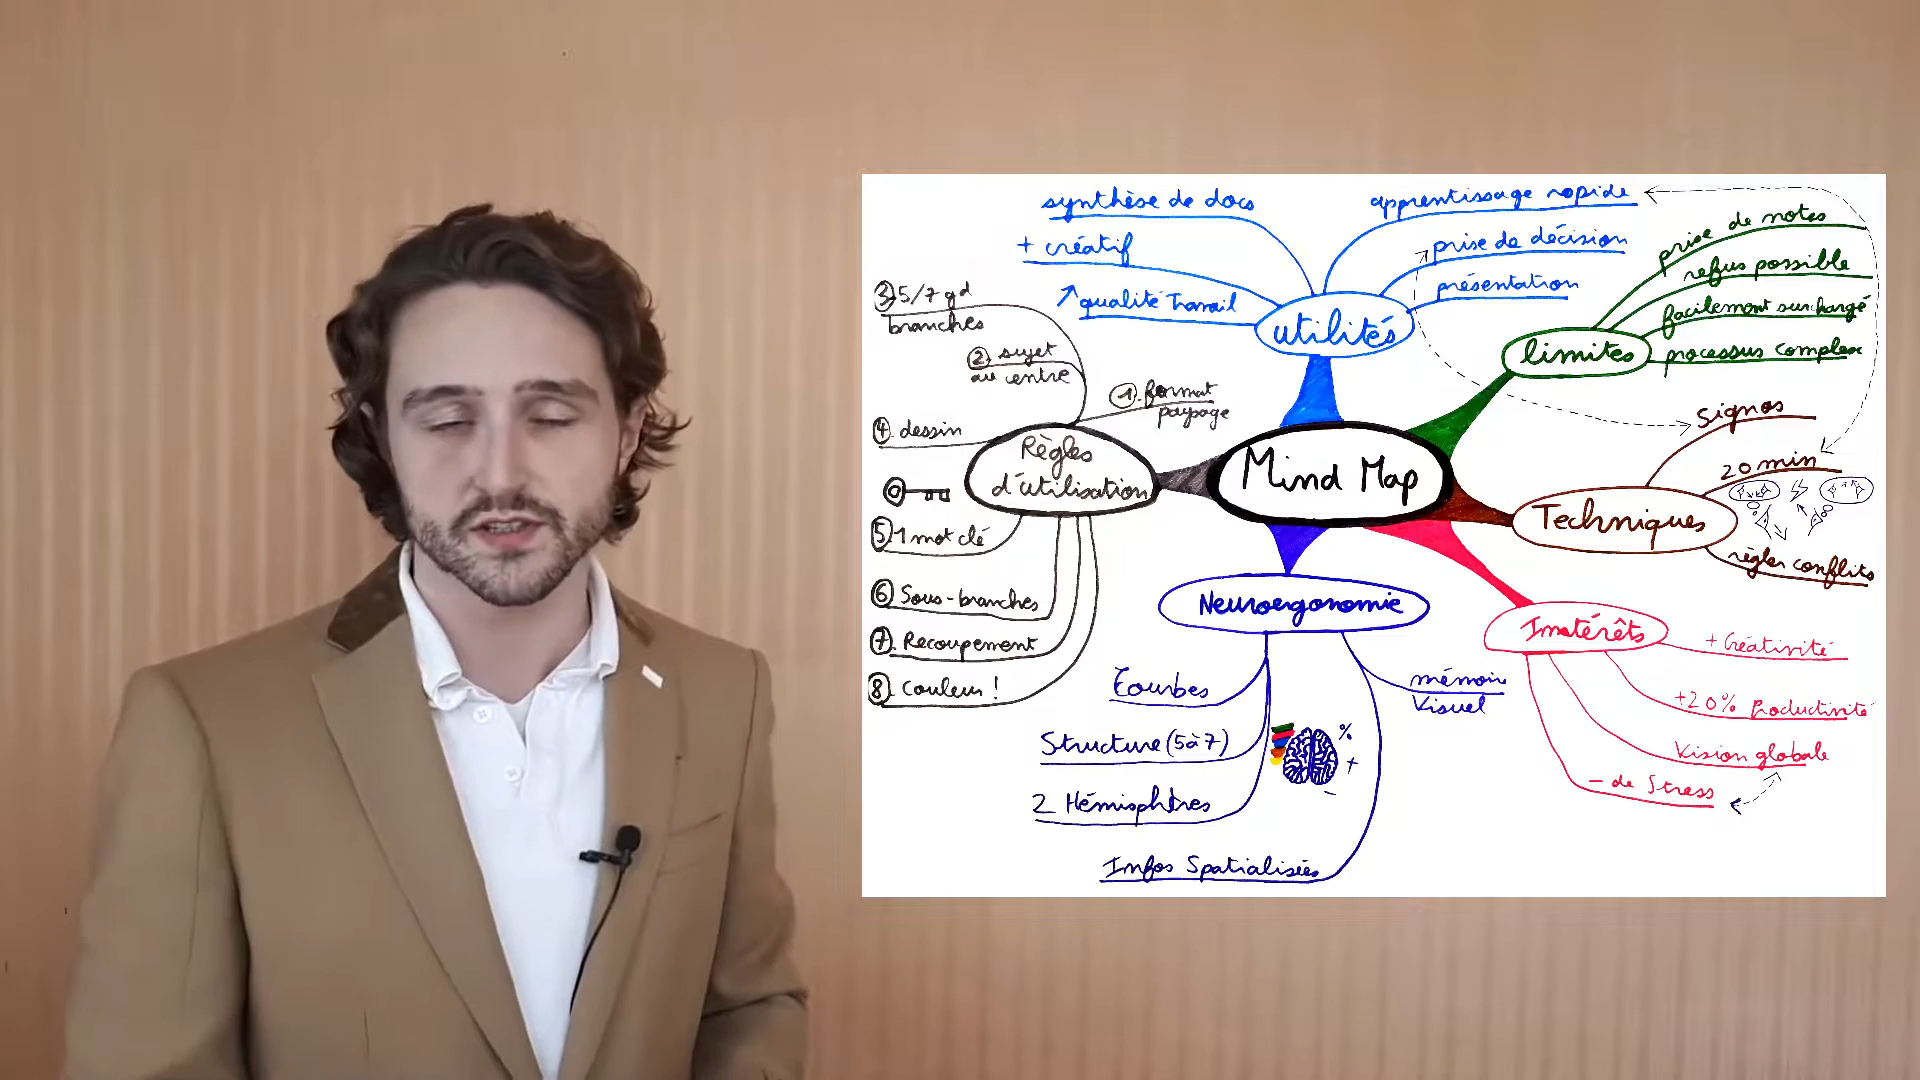 Mind Map
utilités
synthèse de docs
+ créatif
↗ qualité Travail
apprentissage rapide
prise de décision
présentation
limites
prise de notes
refus possible
facilement surchargé
processus complexe
Techniques
Signos
20 min
régler conflits
Intérêts
+ Créativité
+20% Productivité
Vision globale
- de Stress
Neuroergonomie
Courbes
Structure (5 à 7)
2 Hémisphères
Infos Spatialisées
mémoire
Visuel
%
+
-
Règles
d'utilisation
① format
paysage
② sujet
au centre
③ 5/7 gd
branches
④ dessin
⑤ 1 mot clé
⑥ Sous-branches
⑦ Recoupement
⑧ couleur !